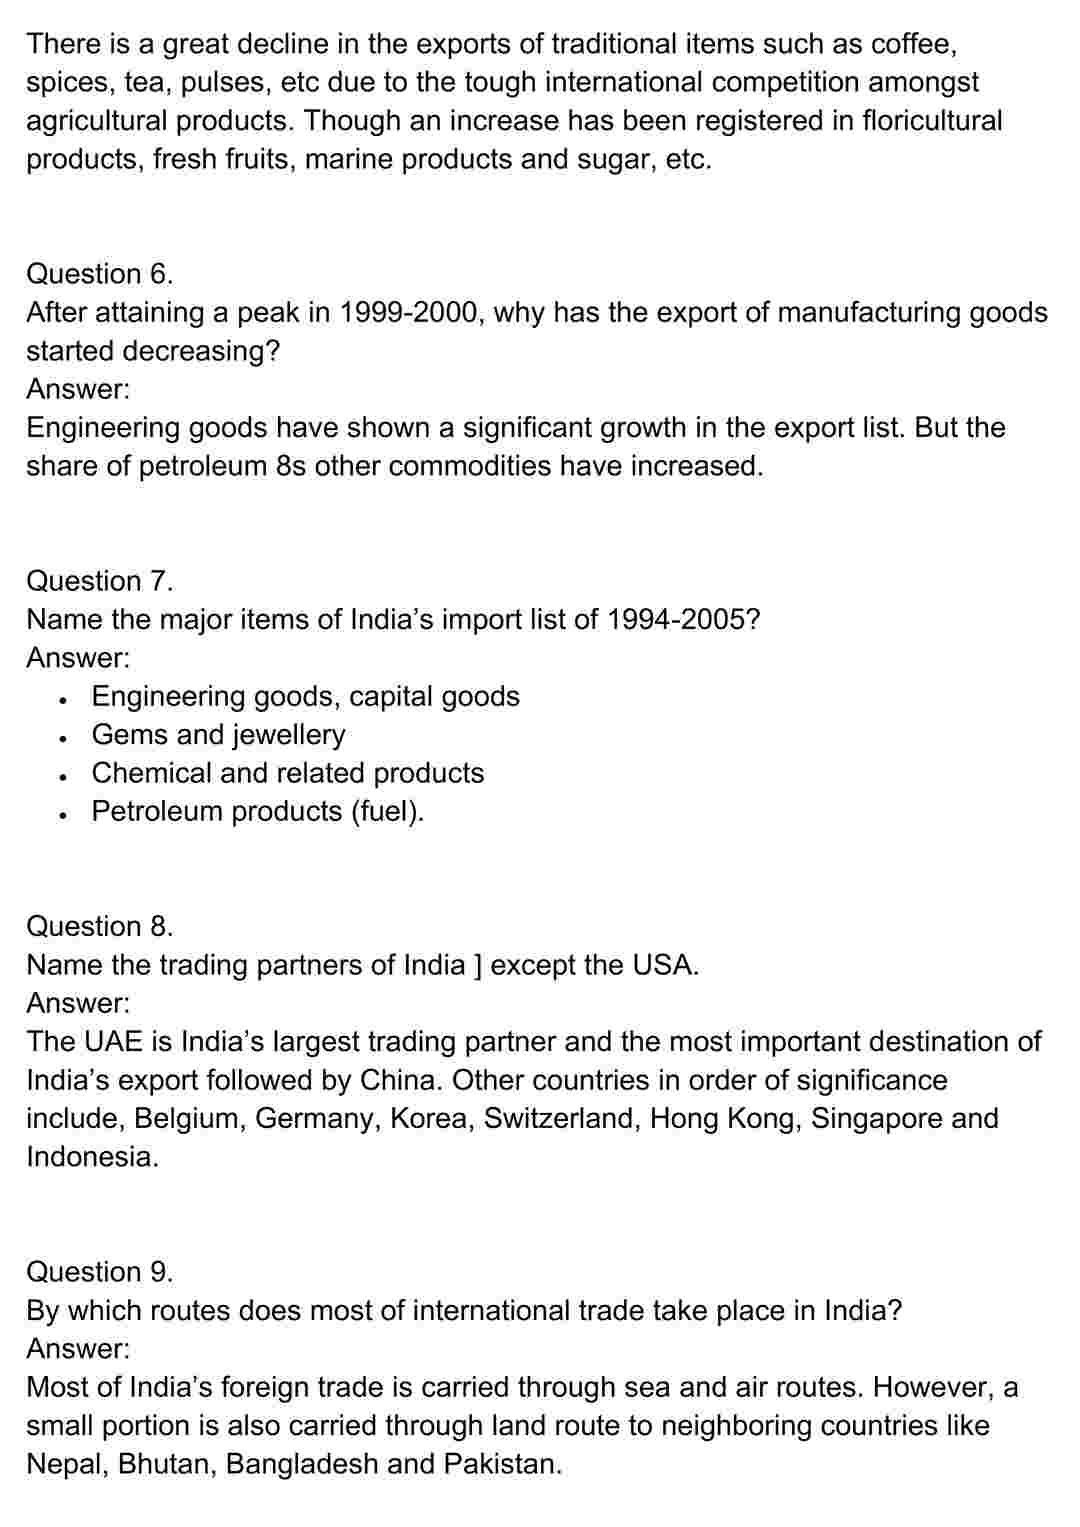 There is a great decline in the exports of traditional items such as coffee,
spices, tea, pulses, etc due to the tough international competition amongst
agricultural products. Though an increase has been registered in floricultural
products, fresh fruits, marine products and sugar, etc.
Question 6.
After attaining a peak in 1999-2000, why has the export of manufacturing goods
started decreasing?
Answer:
Engineering goods have shown a significant growth in the export list. But the
share of petroleum 8s other commodities have increased.
Question 7.
Name the major items of India’s import list of 1994-2005?
Answer:
• Engineering goods, capital goods
• Gems and jewellery
• Chemical and related products
• Petroleum products (fuel).
Question 8.
Name the trading partners of India ] except the USA.
Answer:
The UAE is India’s largest trading partner and the most important destination of
India’s export followed by China. Other countries in order of significance
include, Belgium, Germany, Korea, Switzerland, Hong Kong, Singapore and
Indonesia.
Question 9.
By which routes does most of international trade take place in India?
Answer:
Most of India’s foreign trade is carried through sea and air routes. However, a
small portion is also carried through land route to neighboring countries like
Nepal, Bhutan, Bangladesh and Pakistan.